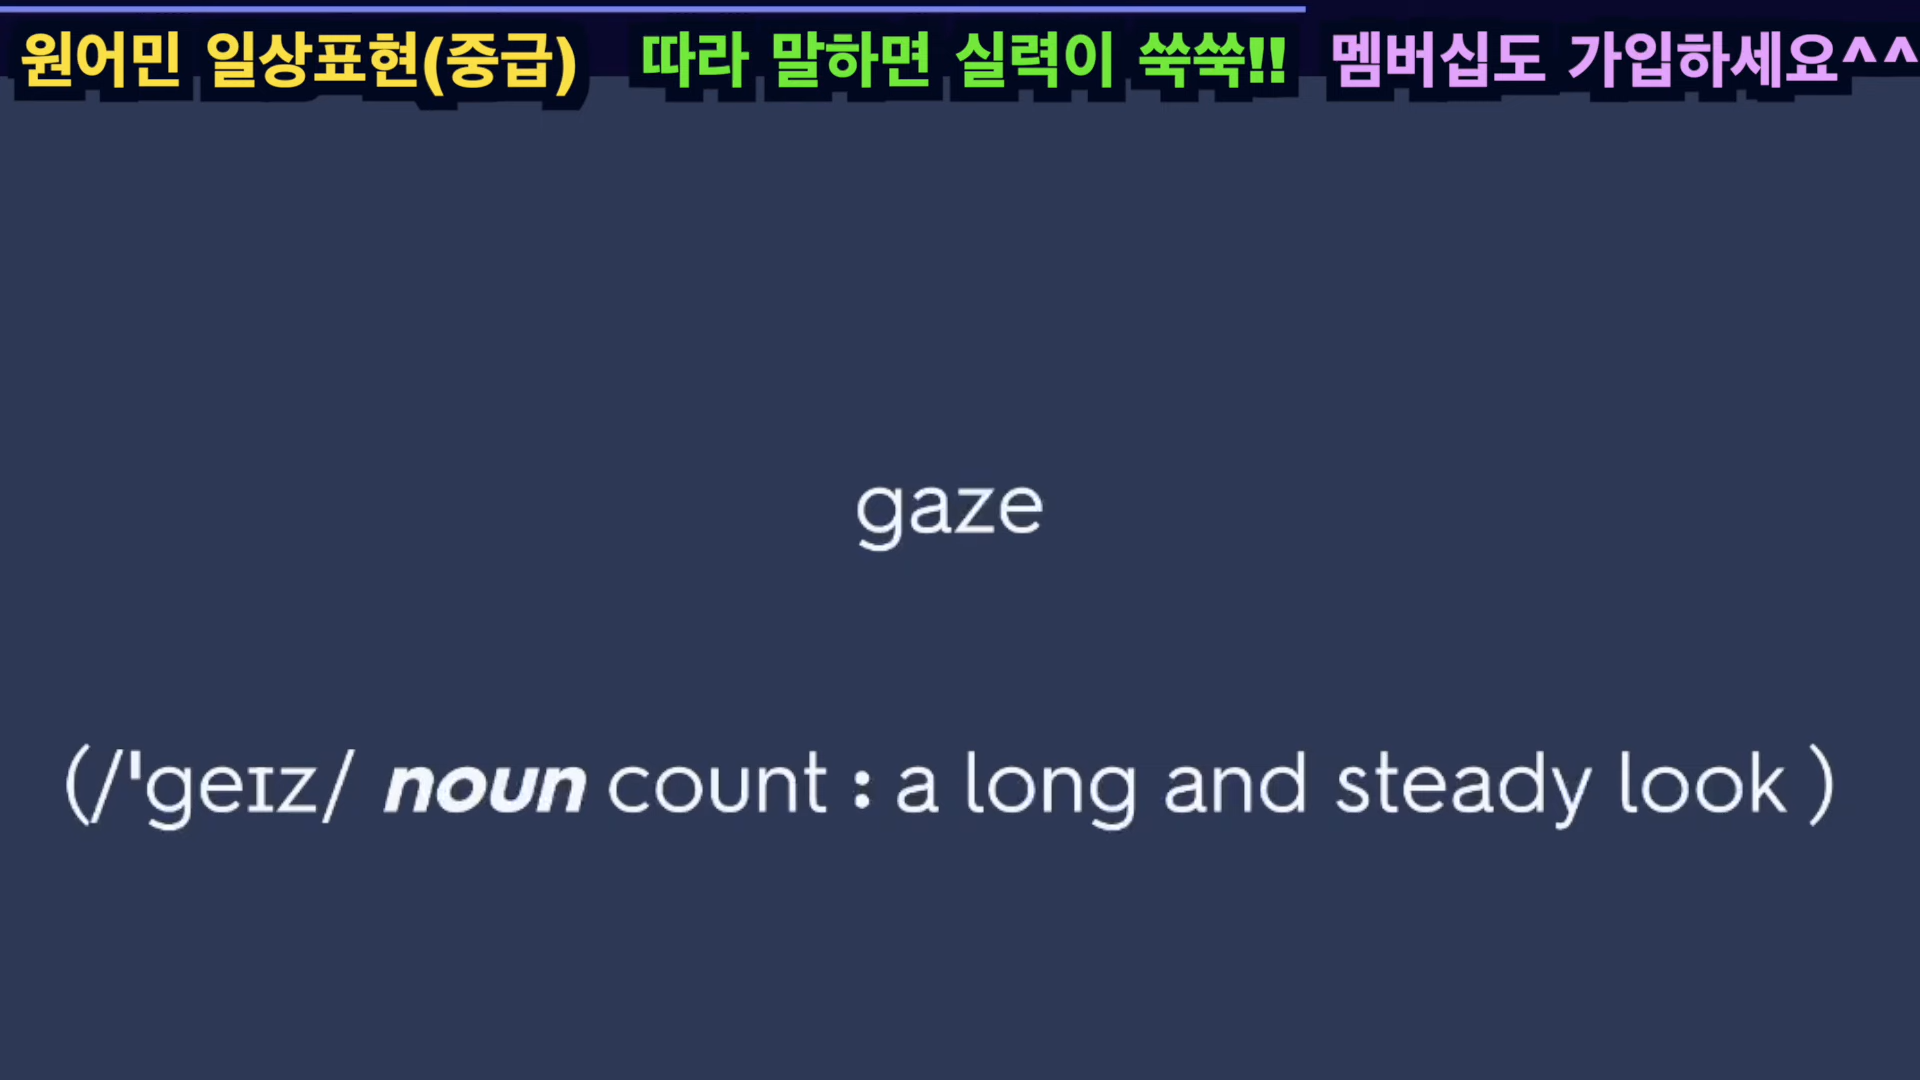 원어민 일상표현(중급) 따라 말하면 실력이 쑥쑥!! 멤버십도 가입하세요^^
gaze
(/ˈɡeɪz/ noun count : a long and steady look )